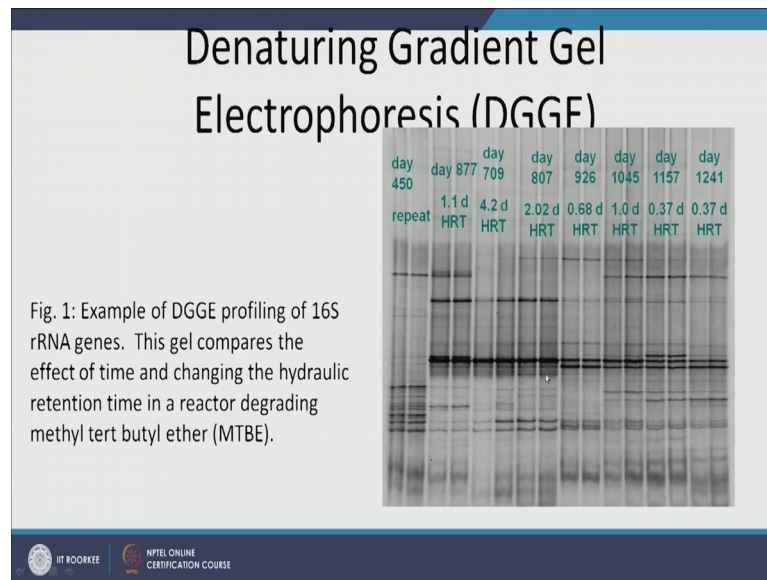 Denaturing Gradient Gel
Electrophoresis (DGGE)
day
450
repeat
day 877
1.1 d
HRT
day
709
4.2 d
HRT
day
807
2.02 d
HRT
day
926
0.68 d
HRT
day
1045
1.0 d
HRT
day
1157
0.37 d
HRT
day
1241
0.37 d
HRT
Fig. 1: Example of DGGE profiling of 16S
rRNA genes. This gel compares the
effect of time and changing the hydraulic
retention time in a reactor degrading
methyl tert butyl ether (MTBE).
IIT ROORKEE
NPTEL ONLINE
CERTIFICATION COURSE